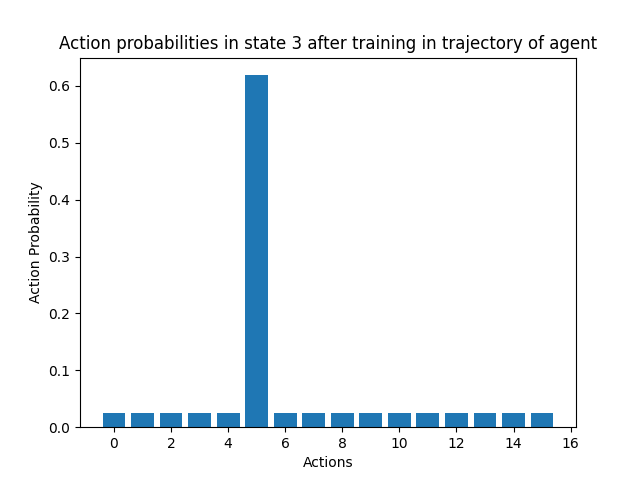 Action probabilities in state 3 after training in trajectory of agent
0.6
0.5
0.4
0.3
0.2
0.1
0.0
Action Probability
0 2 4 6 8 10 12 14 16
Actions